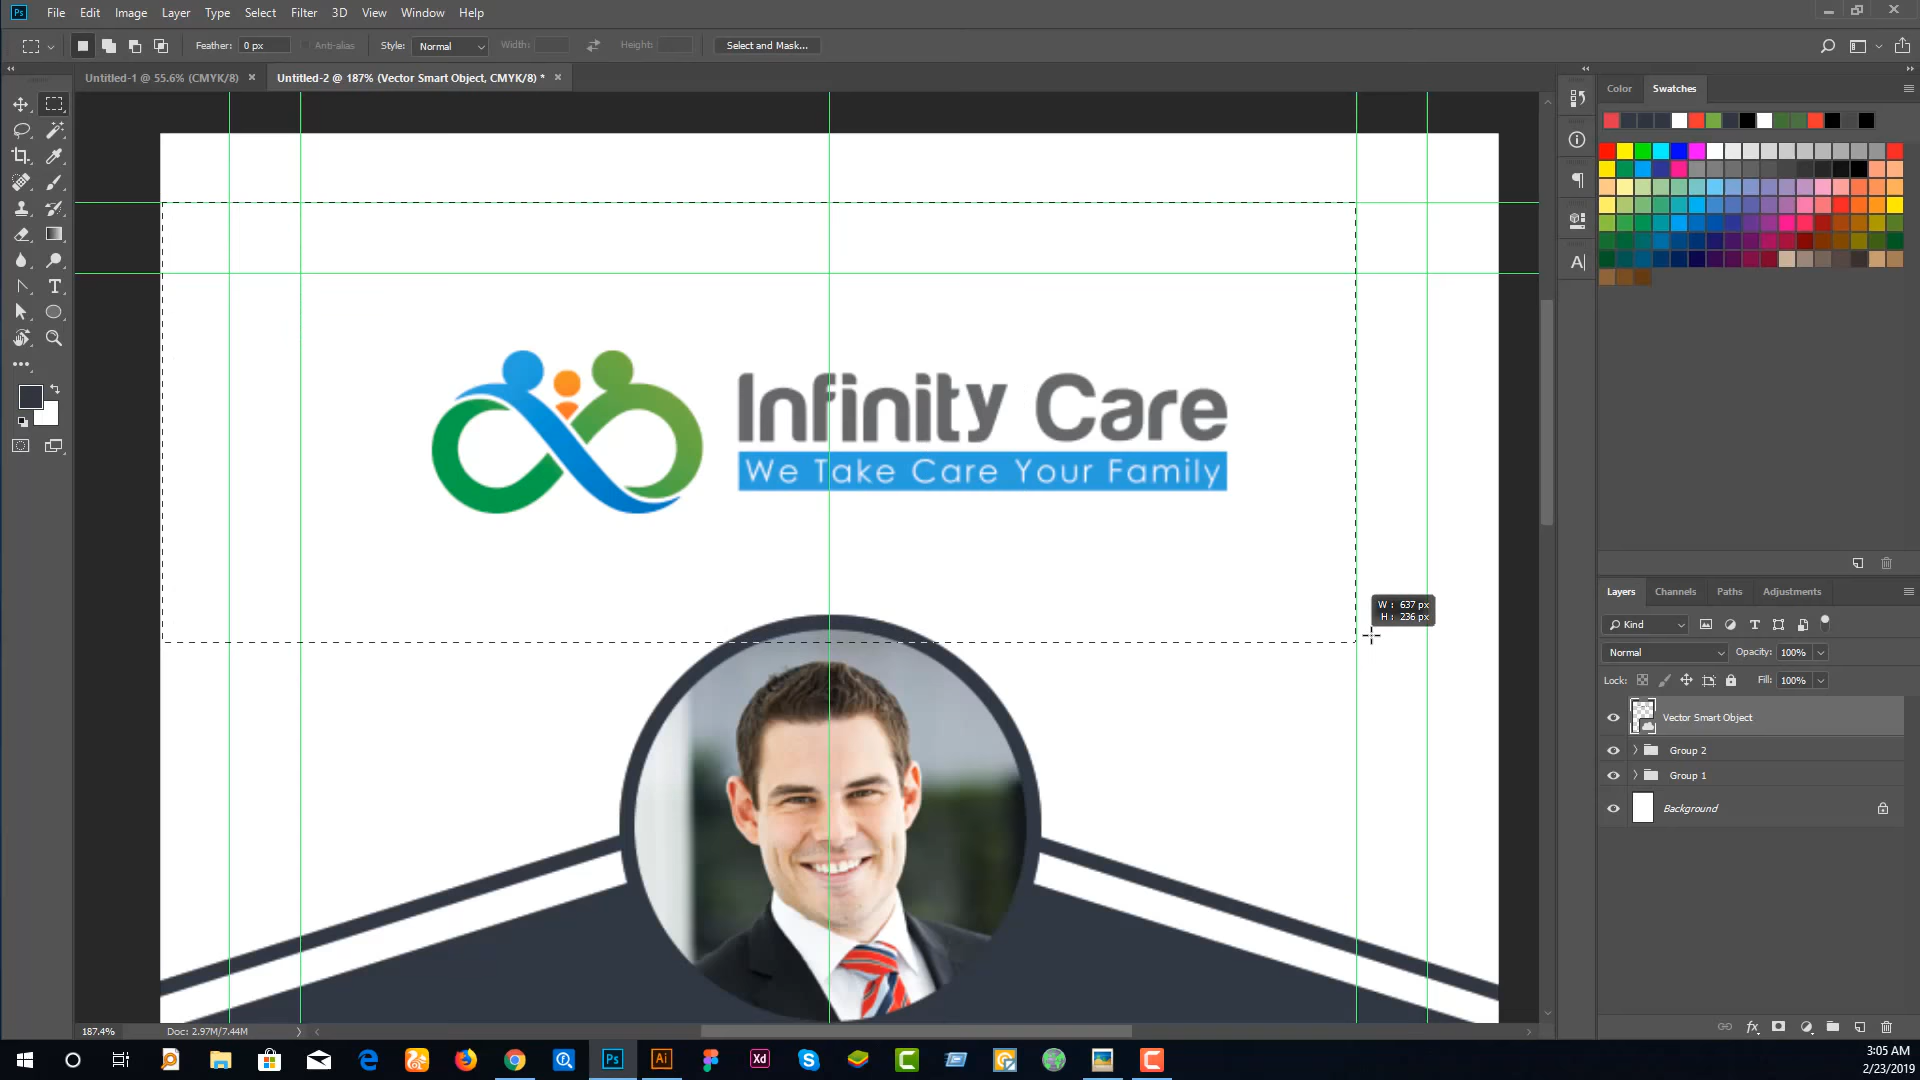 Ps File Edit Image Layer Type Select Filter 3D View Window Help
Feather: 0 px Anti-alias Style: Normal Width: Height: Select and Mask...
Untitled-1 @ 55.6% (CMYK/8) × Untitled-2 @ 187% (Vector Smart Object, CMYK/8) * ×
Color Swatches
Infinity Care
We Take Care Your Family
W : 637 px
H : 236 px
Layers Channels Paths Adjustments
Kind
Normal Opacity: 100%
Lock: Fill: 100%
Vector Smart Object
Group 2
Group 1
Background
187.4% Doc: 2.97M/7.44M
Ps Ai Xd
3:05 AM
2/23/2019